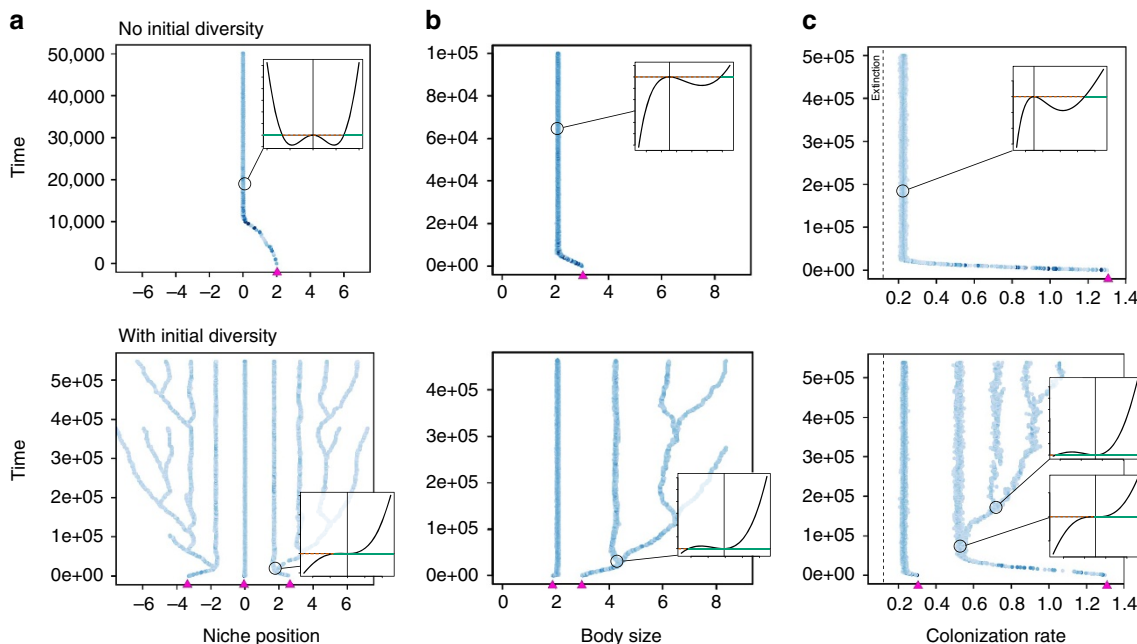 a
No initial diversity
50,000
40,000
30,000
20,000
10,000
0
Time
−6 −4 −2 0 2 4 6
b
1e+05
8e+04
6e+04
4e+04
2e+04
0e+00
0 2 4 6 8
c
Extinction
5e+05
4e+05
3e+05
2e+05
1e+05
0e+00
0.2 0.4 0.6 0.8 1.0 1.2 1.4
With initial diversity
5e+05
4e+05
3e+05
2e+05
1e+05
0e+00
Time
−6 −4 −2 0 2 4 6
Niche position
4e+05
3e+05
2e+05
1e+05
0e+00
0 2 4 6 8
Body size
5e+05
4e+05
3e+05
2e+05
1e+05
0e+00
0.2 0.4 0.6 0.8 1.0 1.2 1.4
Colonization rate